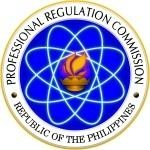 PROFESSIONAL REGULATION COMMISSION
REPUBLIC OF THE PHILIPPINES